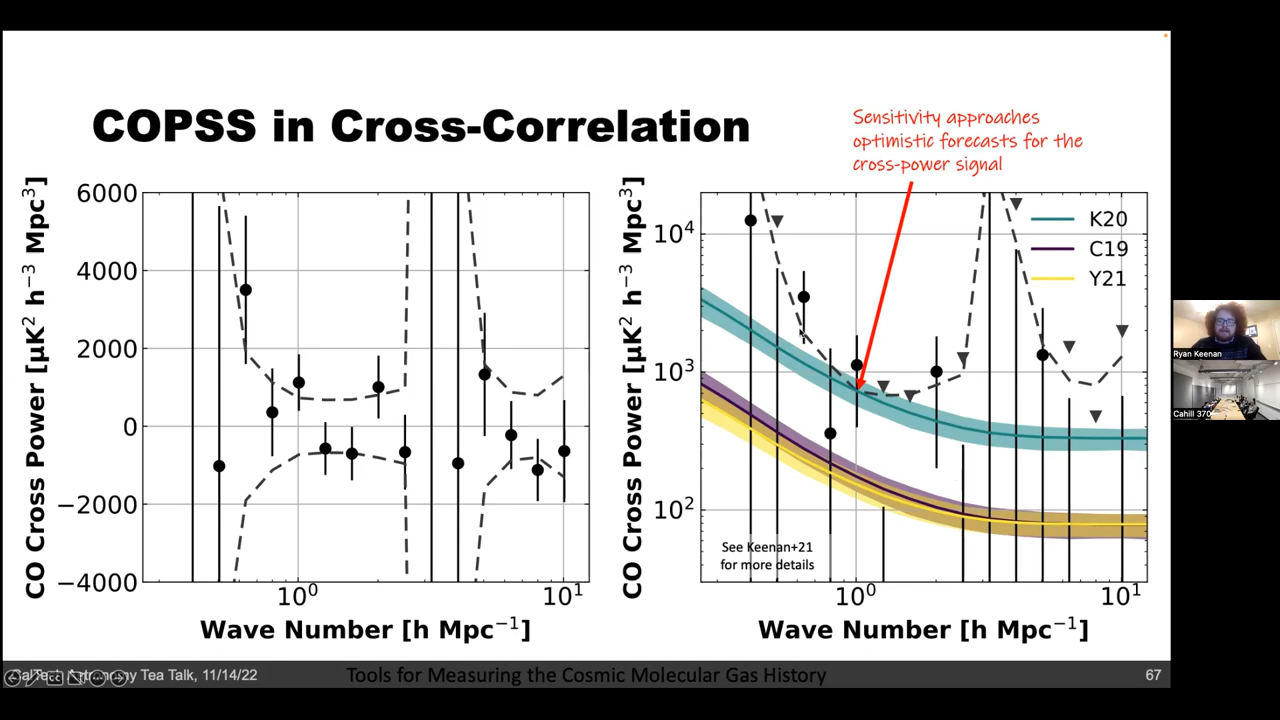 COPSS in Cross-Correlation
Sensitivity approaches
optimistic forecasts for the
cross-power signal
CO Cross Power [μK² h⁻³ Mpc³]
6000
4000
2000
0
−2000
−4000
10⁰
10¹
Wave Number [h Mpc⁻¹]
CO Cross Power [μK² h⁻³ Mpc³]
10⁴
10³
10²
K20
C19
Y21
See Keenan+21
for more details
10⁰
10¹
Wave Number [h Mpc⁻¹]
Ryan Keenan
Cahill 370
CalTech Astronomy Tea Talk, 11/14/22
Tools for Measuring the Cosmic Molecular Gas History
67